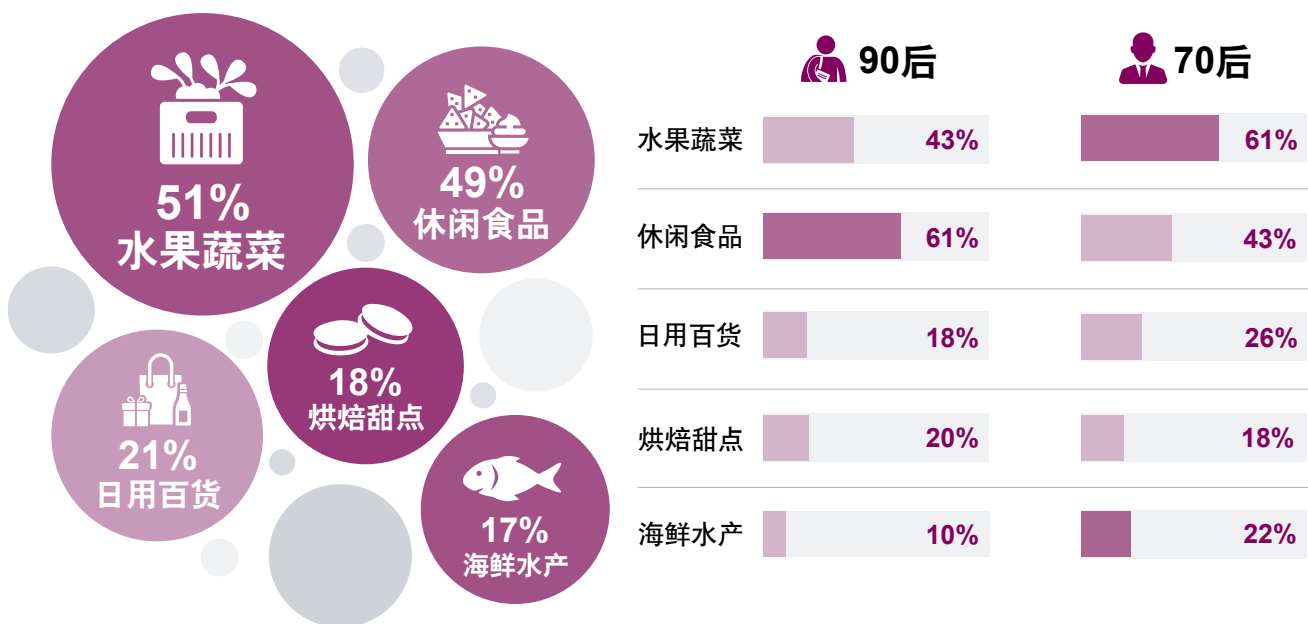 51%
水果蔬菜
49%
休闲食品
18%
烘焙甜点
21%
日用百货
17%
海鲜水产
90后 70后
水果蔬菜 43% 61%
休闲食品 61% 43%
日用百货 18% 26%
烘焙甜点 20% 18%
海鲜水产 10% 22%